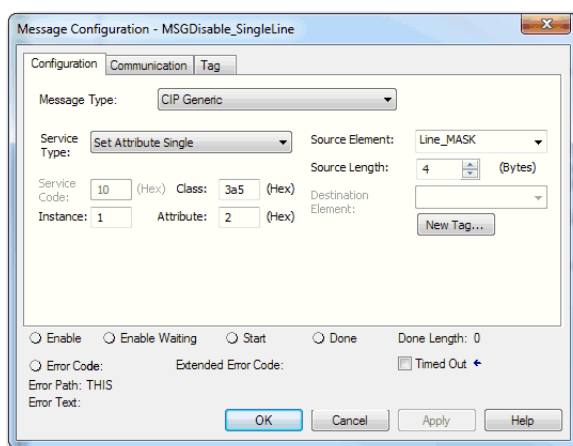 Message Configuration - MSGDisable_SingleLine
Configuration Communication Tag
Message Type: CIP Generic
Service Type: Set Attribute Single Source Element: Line_MASK
Source Length: 4 (Bytes)
Service Code: 10 (Hex) Class: 3a5 (Hex) Destination Element:
Instance: 1 Attribute: 2 (Hex) New Tag...
Enable Enable Waiting Start Done Done Length: 0
Error Code: Extended Error Code: Timed Out
Error Path: THIS
Error Text:
OK Cancel Apply Help